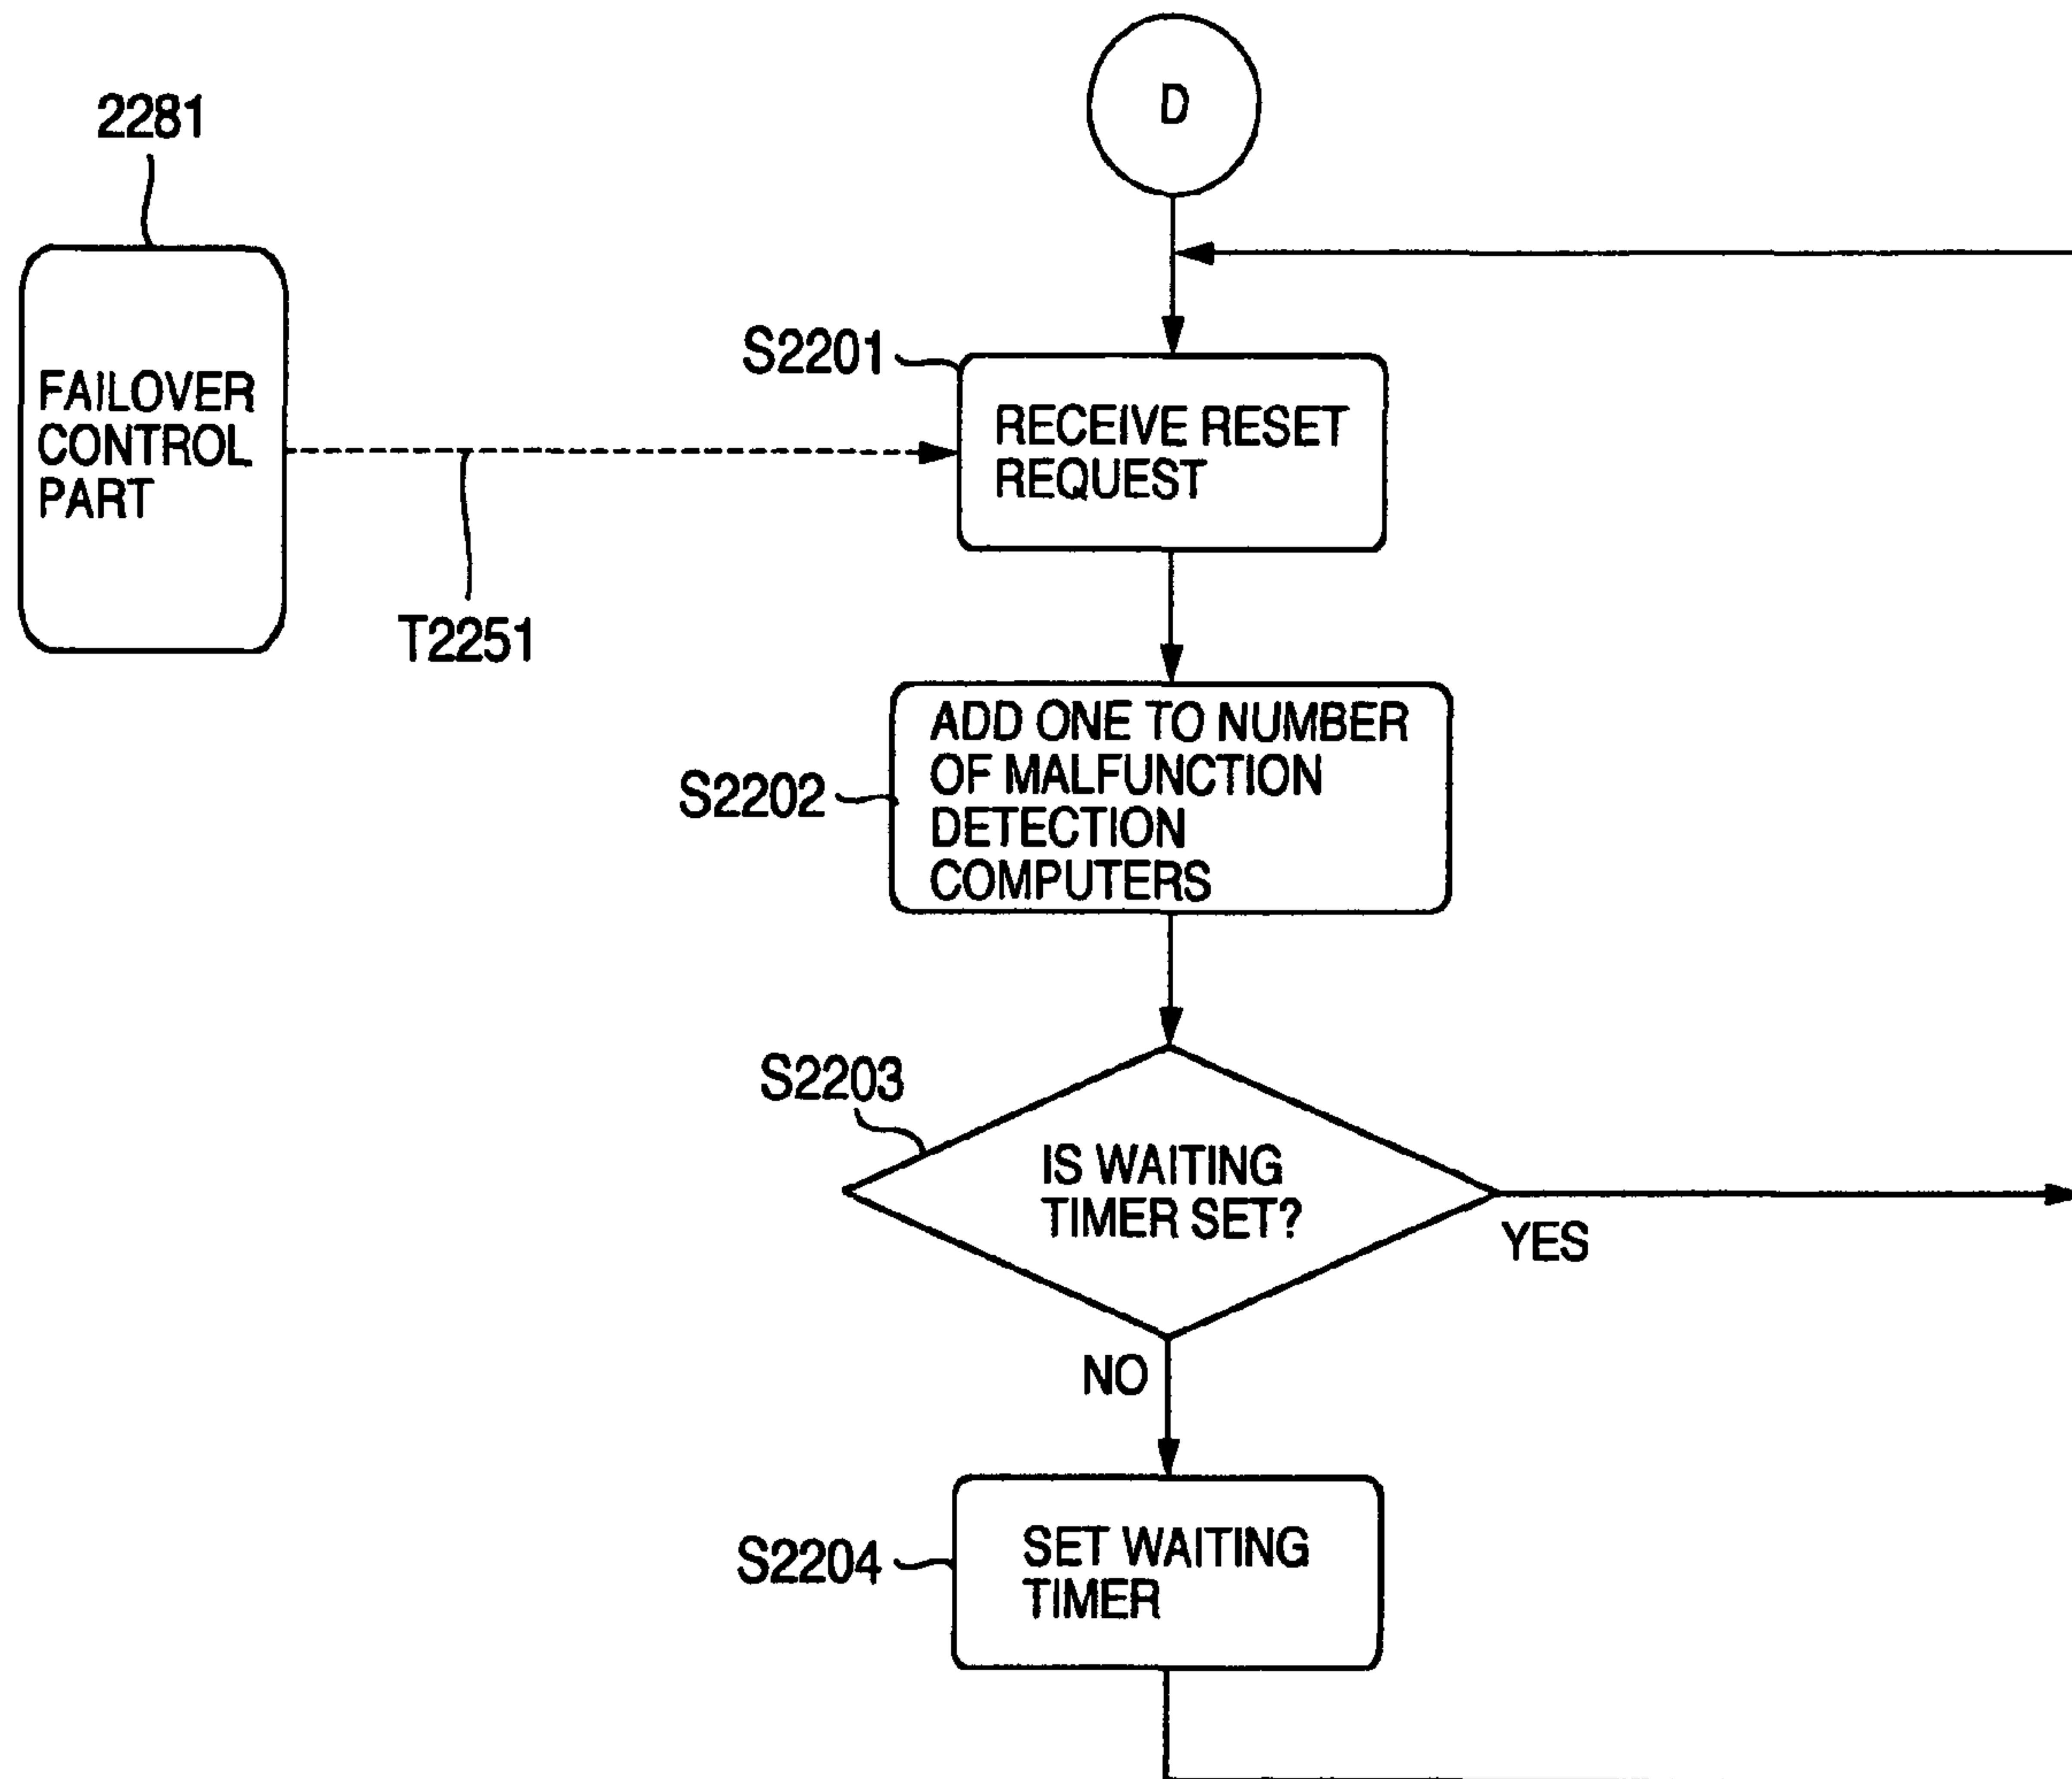 D
2281
FAILOVER
CONTROL
PART
T2251
S2201
RECEIVE RESET
REQUEST
S2202
ADD ONE TO NUMBER
OF MALFUNCTION
DETECTION
COMPUTERS
S2203
IS WAITING
TIMER SET?
YES
NO
S2204
SET WAITING
TIMER